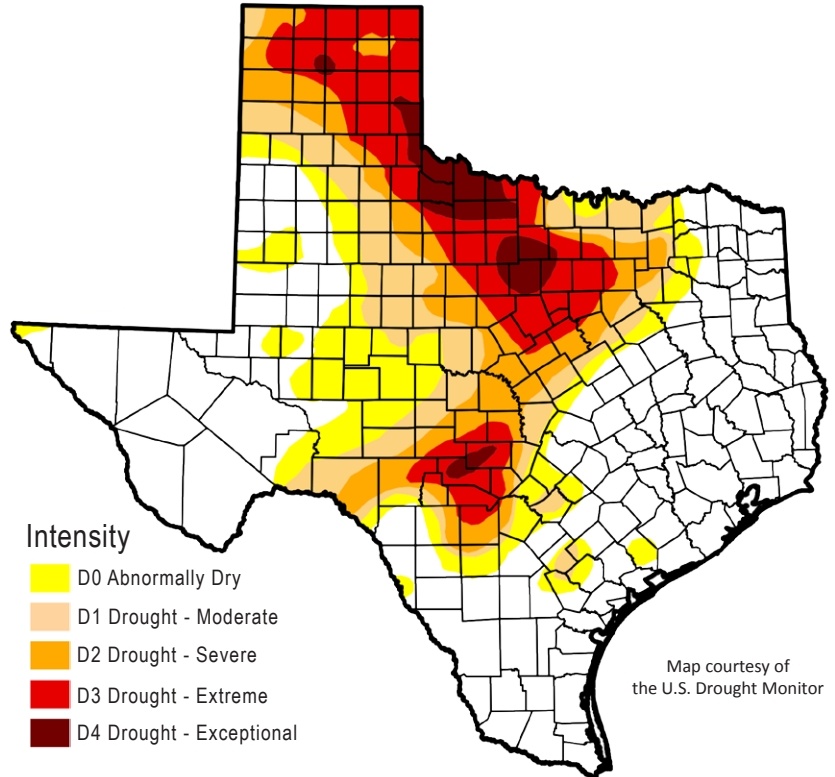 Intensity
D0 Abnormally Dry
D1 Drought - Moderate
D2 Drought - Severe
D3 Drought - Extreme
D4 Drought - Exceptional
Map courtesy of
the U.S. Drought Monitor